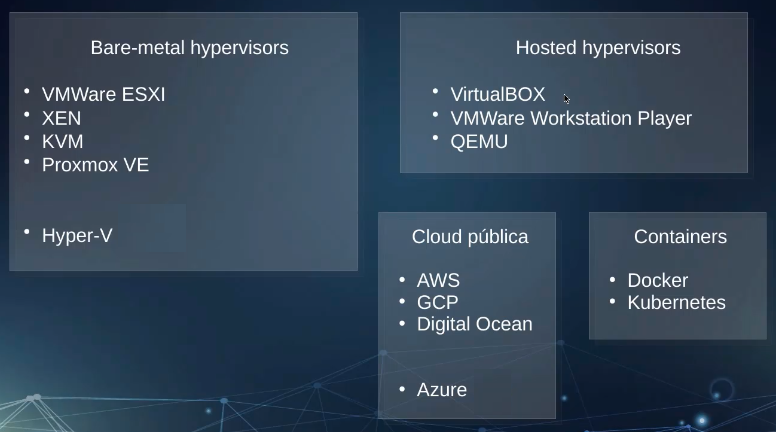 Bare-metal hypervisors
• VMWare ESXI
• XEN
• KVM
• Proxmox VE
• Hyper-V
Hosted hypervisors
• VirtualBOX
• VMWare Workstation Player
• QEMU
Cloud pública
• AWS
• GCP
• Digital Ocean
• Azure
Containers
• Docker
• Kubernetes